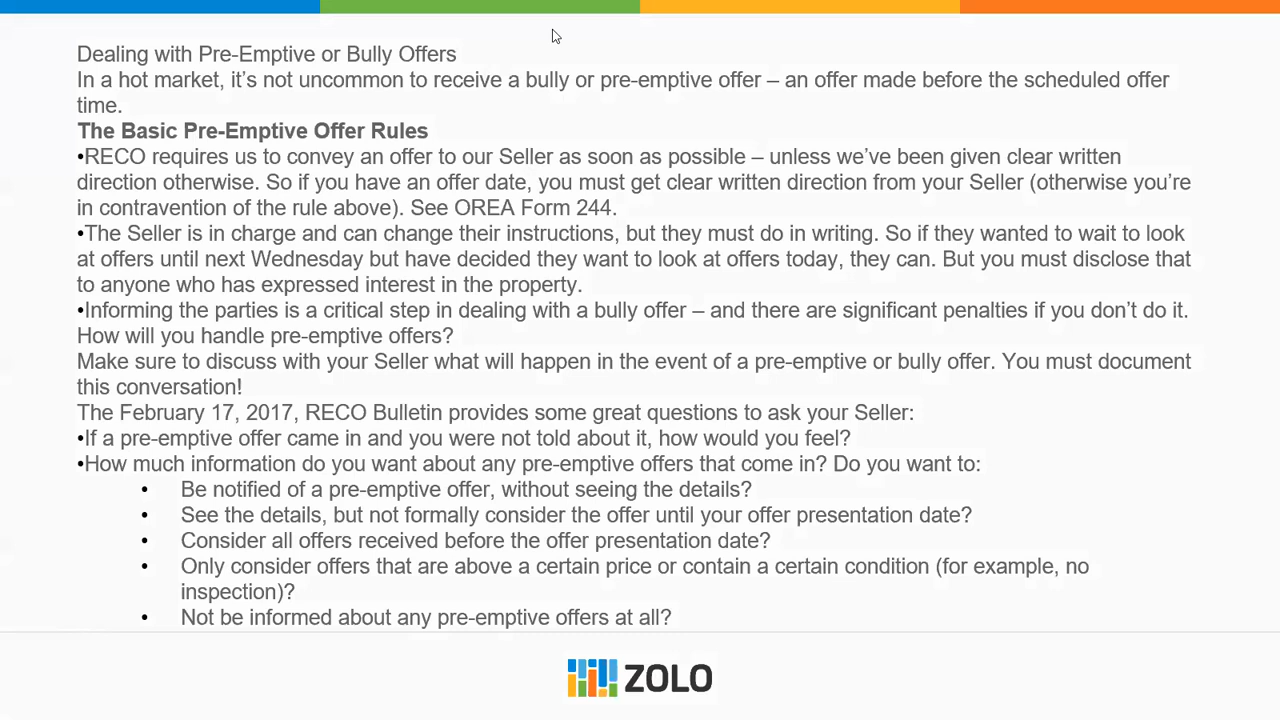 Dealing with Pre-Emptive or Bully Offers
In a hot market, it’s not uncommon to receive a bully or pre-emptive offer – an offer made before the scheduled offer
time.
The Basic Pre-Emptive Offer Rules
•RECO requires us to convey an offer to our Seller as soon as possible – unless we’ve been given clear written
direction otherwise. So if you have an offer date, you must get clear written direction from your Seller (otherwise you’re
in contravention of the rule above). See OREA Form 244.
•The Seller is in charge and can change their instructions, but they must do in writing. So if they wanted to wait to look
at offers until next Wednesday but have decided they want to look at offers today, they can. But you must disclose that
to anyone who has expressed interest in the property.
•Informing the parties is a critical step in dealing with a bully offer – and there are significant penalties if you don’t do it.
How will you handle pre-emptive offers?
Make sure to discuss with your Seller what will happen in the event of a pre-emptive or bully offer. You must document
this conversation!
The February 17, 2017, RECO Bulletin provides some great questions to ask your Seller:
•If a pre-emptive offer came in and you were not told about it, how would you feel?
•How much information do you want about any pre-emptive offers that come in? Do you want to:
• Be notified of a pre-emptive offer, without seeing the details?
• See the details, but not formally consider the offer until your offer presentation date?
• Consider all offers received before the offer presentation date?
• Only consider offers that are above a certain price or contain a certain condition (for example, no
inspection)?
• Not be informed about any pre-emptive offers at all?
ZOLO